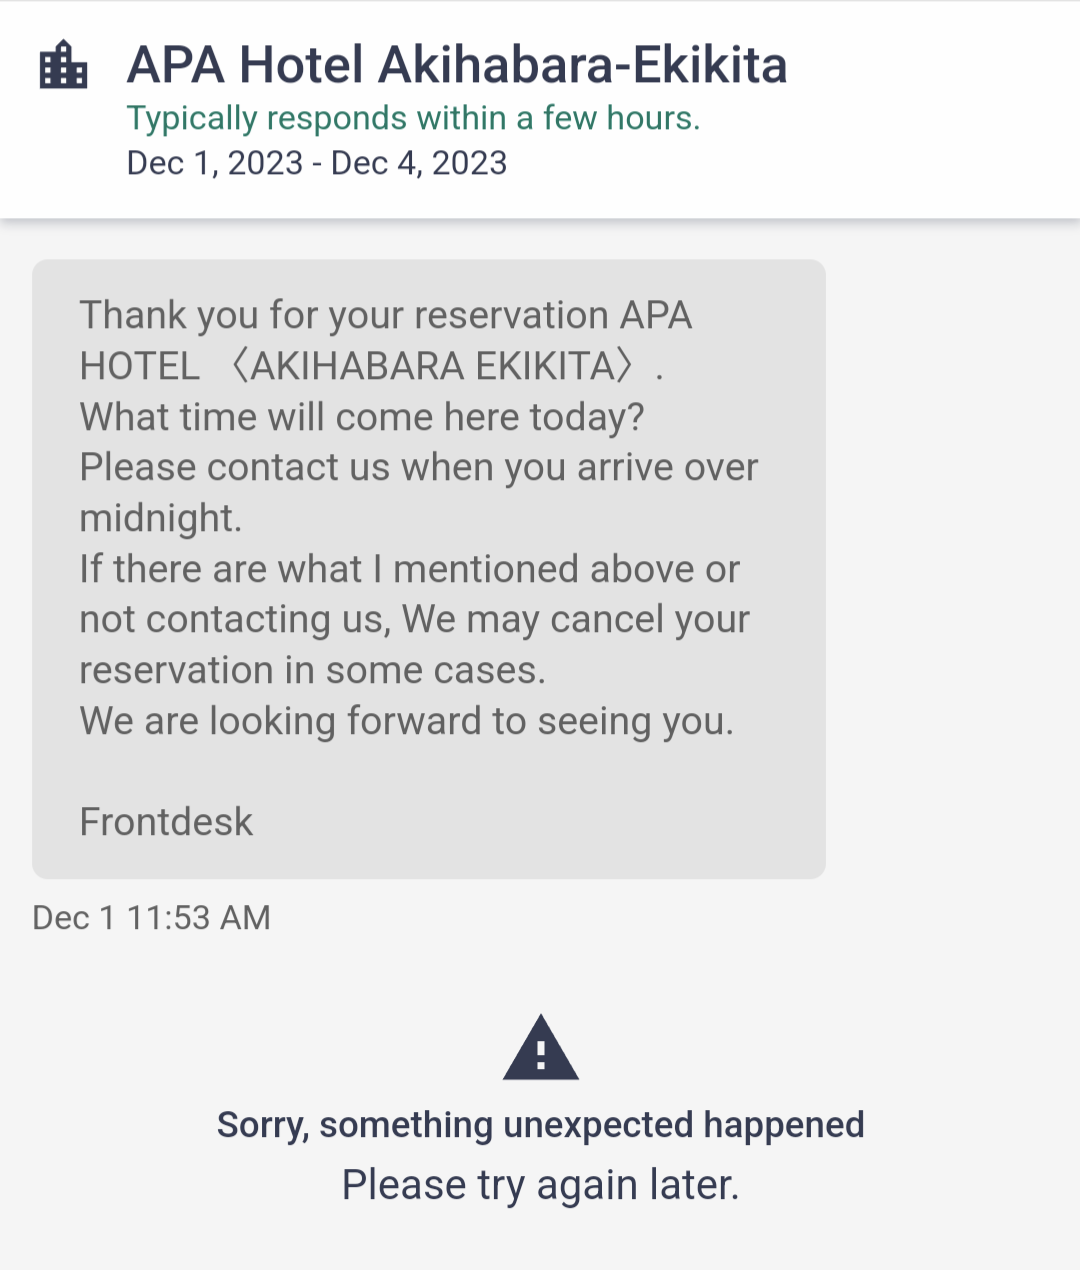 APA Hotel Akihabara-Ekikita
Typically responds within a few hours.
Dec 1, 2023 - Dec 4, 2023
Thank you for your reservation APA
HOTEL 〈AKIHABARA EKIKITA〉.
What time will come here today?
Please contact us when you arrive over
midnight.
If there are what I mentioned above or
not contacting us, We may cancel your
reservation in some cases.
We are looking forward to seeing you.
Frontdesk
Dec 1 11:53 AM
Sorry, something unexpected happened
Please try again later.